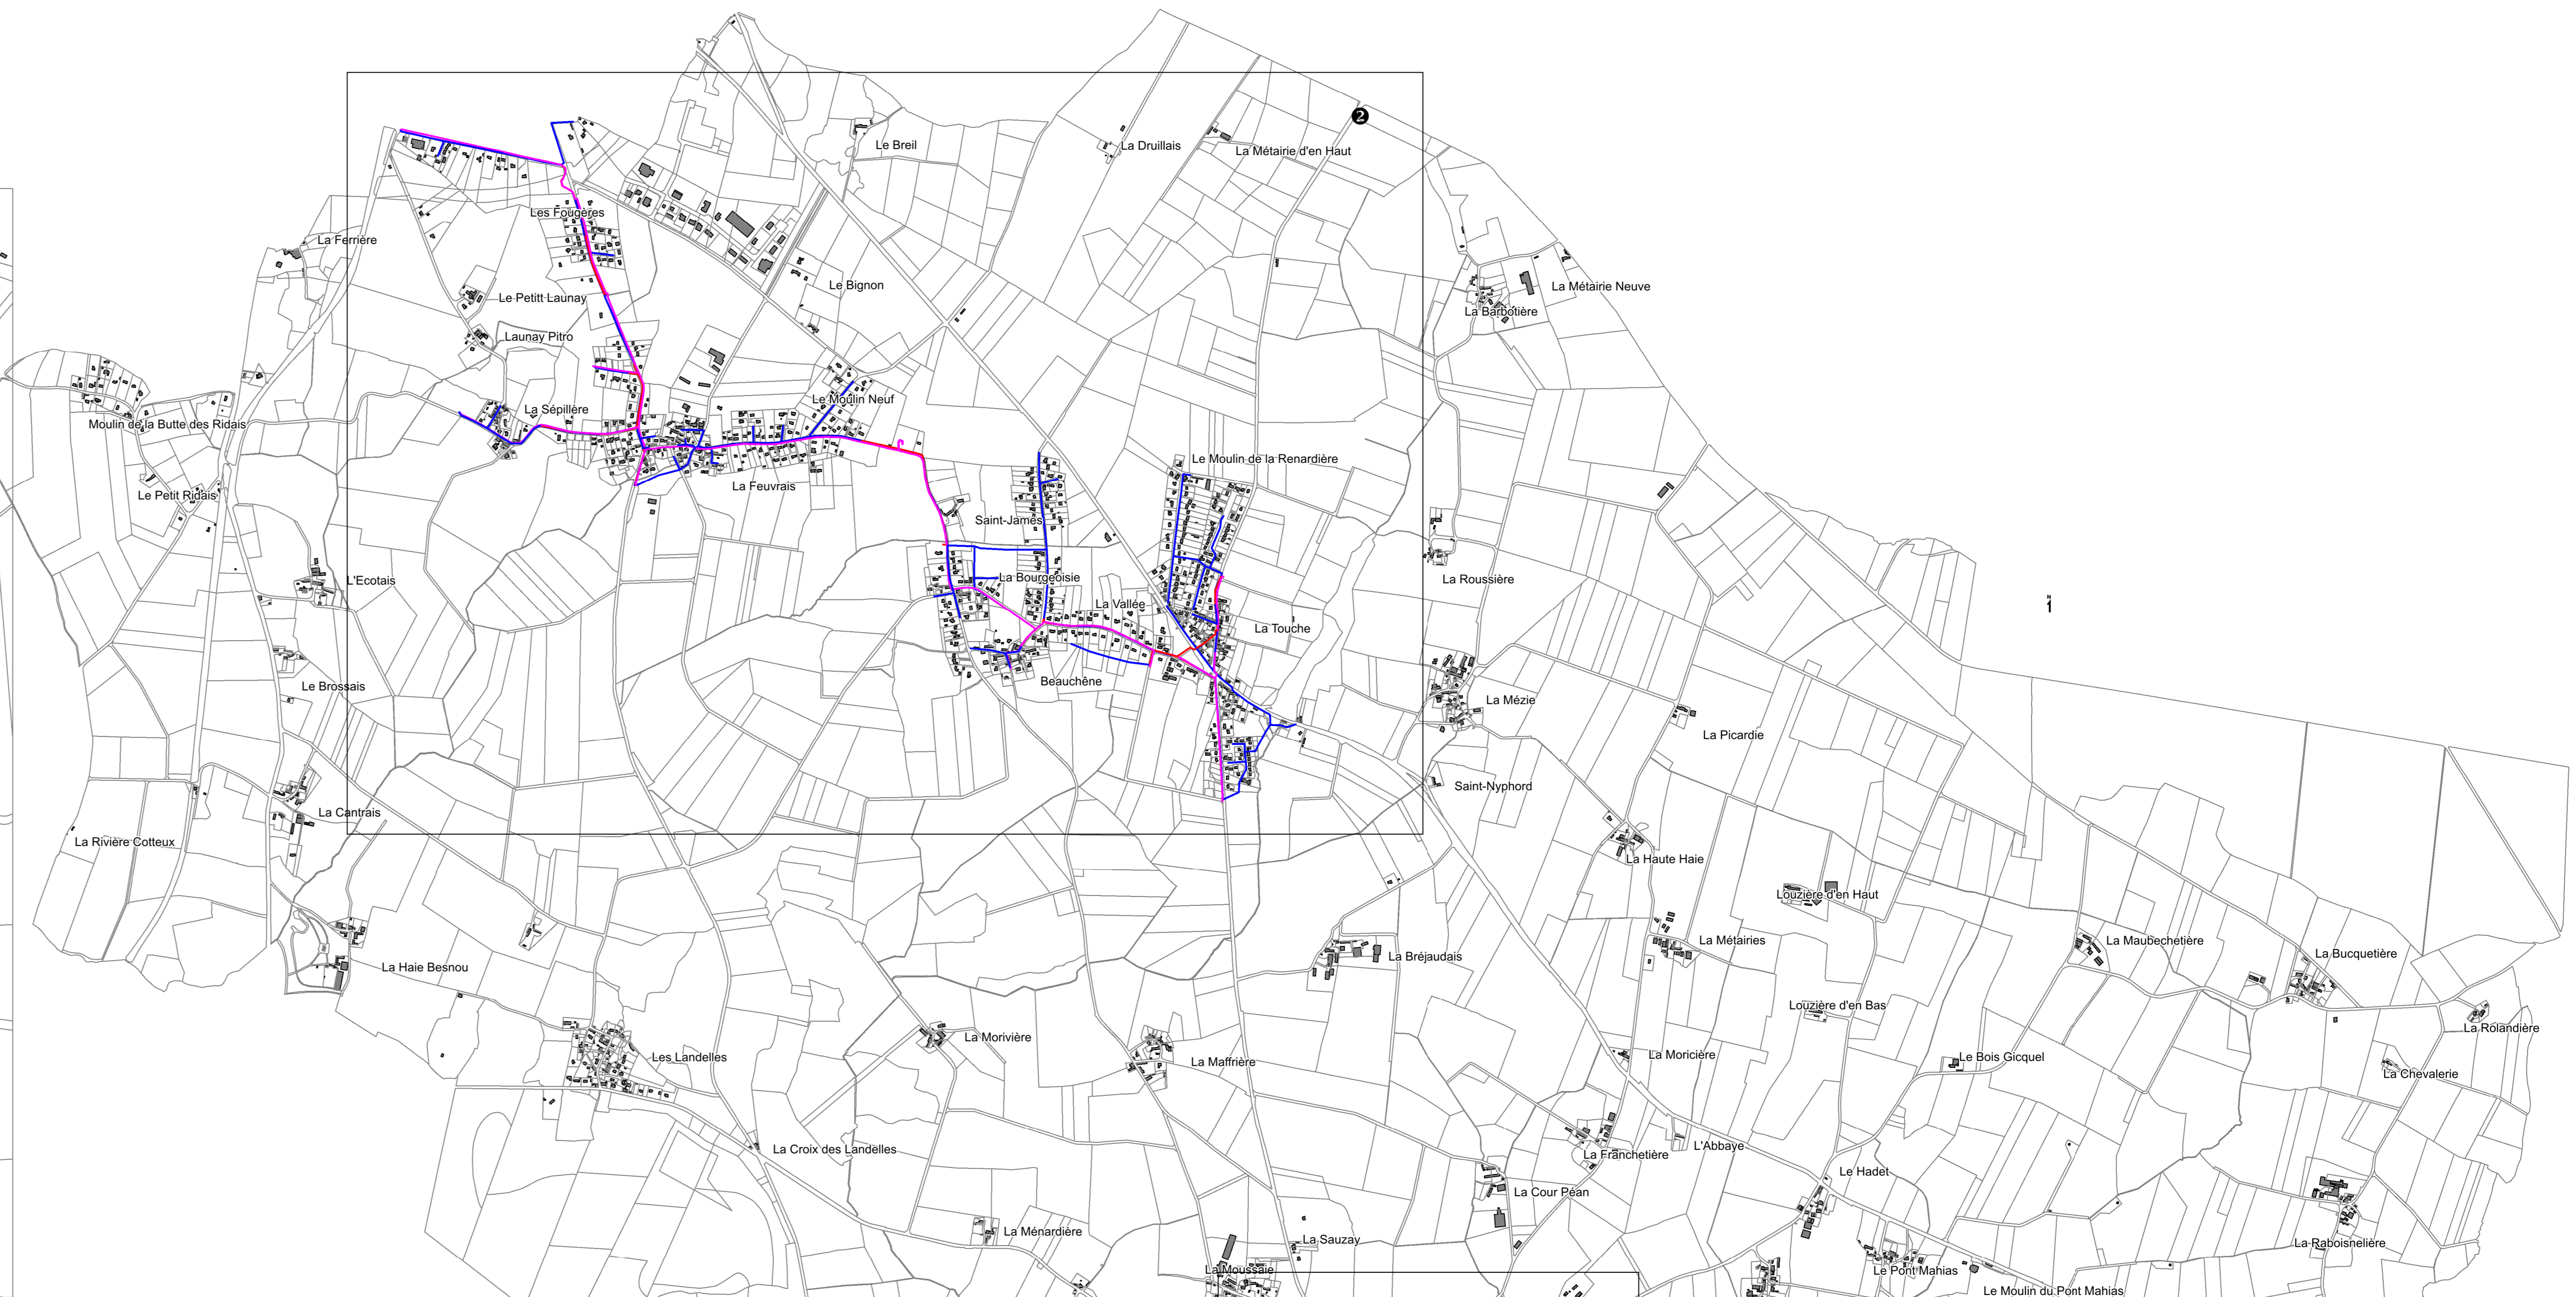 2
Le Breil
La Druillais
La Métairie d'en Haut
Les Fougères
La Ferrière
Le Bignon
La Métairie Neuve
Le Petitt Launay
La Barbotière
Launay Pitro
Le Moulin Neuf
La Sépillère
Moulin de la Butte des Ridais
Le Moulin de la Renardière
La Feuvrais
Le Petit Ridais
Saint-James
L'Ecotais
La Bourgeoisie
La Roussière
N
La Vallée
La Touche
Beauchêne
Le Brossais
La Mézie
La Picardie
Saint-Nyphord
La Cantrais
La Rivière Cotteux
La Haute Haie
Louzière d'en Haut
La Métairies
La Maubechetière
La Bréjaudais
La Bucquetière
La Haie Besnou
Louzière d'en Bas
La Rolandière
La Morivière
Les Landelles
La Moricière
Le Bois Gicquel
La Maffrière
La Chevalerie
L'Abbaye
La Croix des Landelles
La Franchetière
Le Hadet
La Cour Péan
La Ménardière
La Sauzay
La Raboisnelière
La Moussaie
Le Pont Mahias
Le Moulin du Pont Mahias